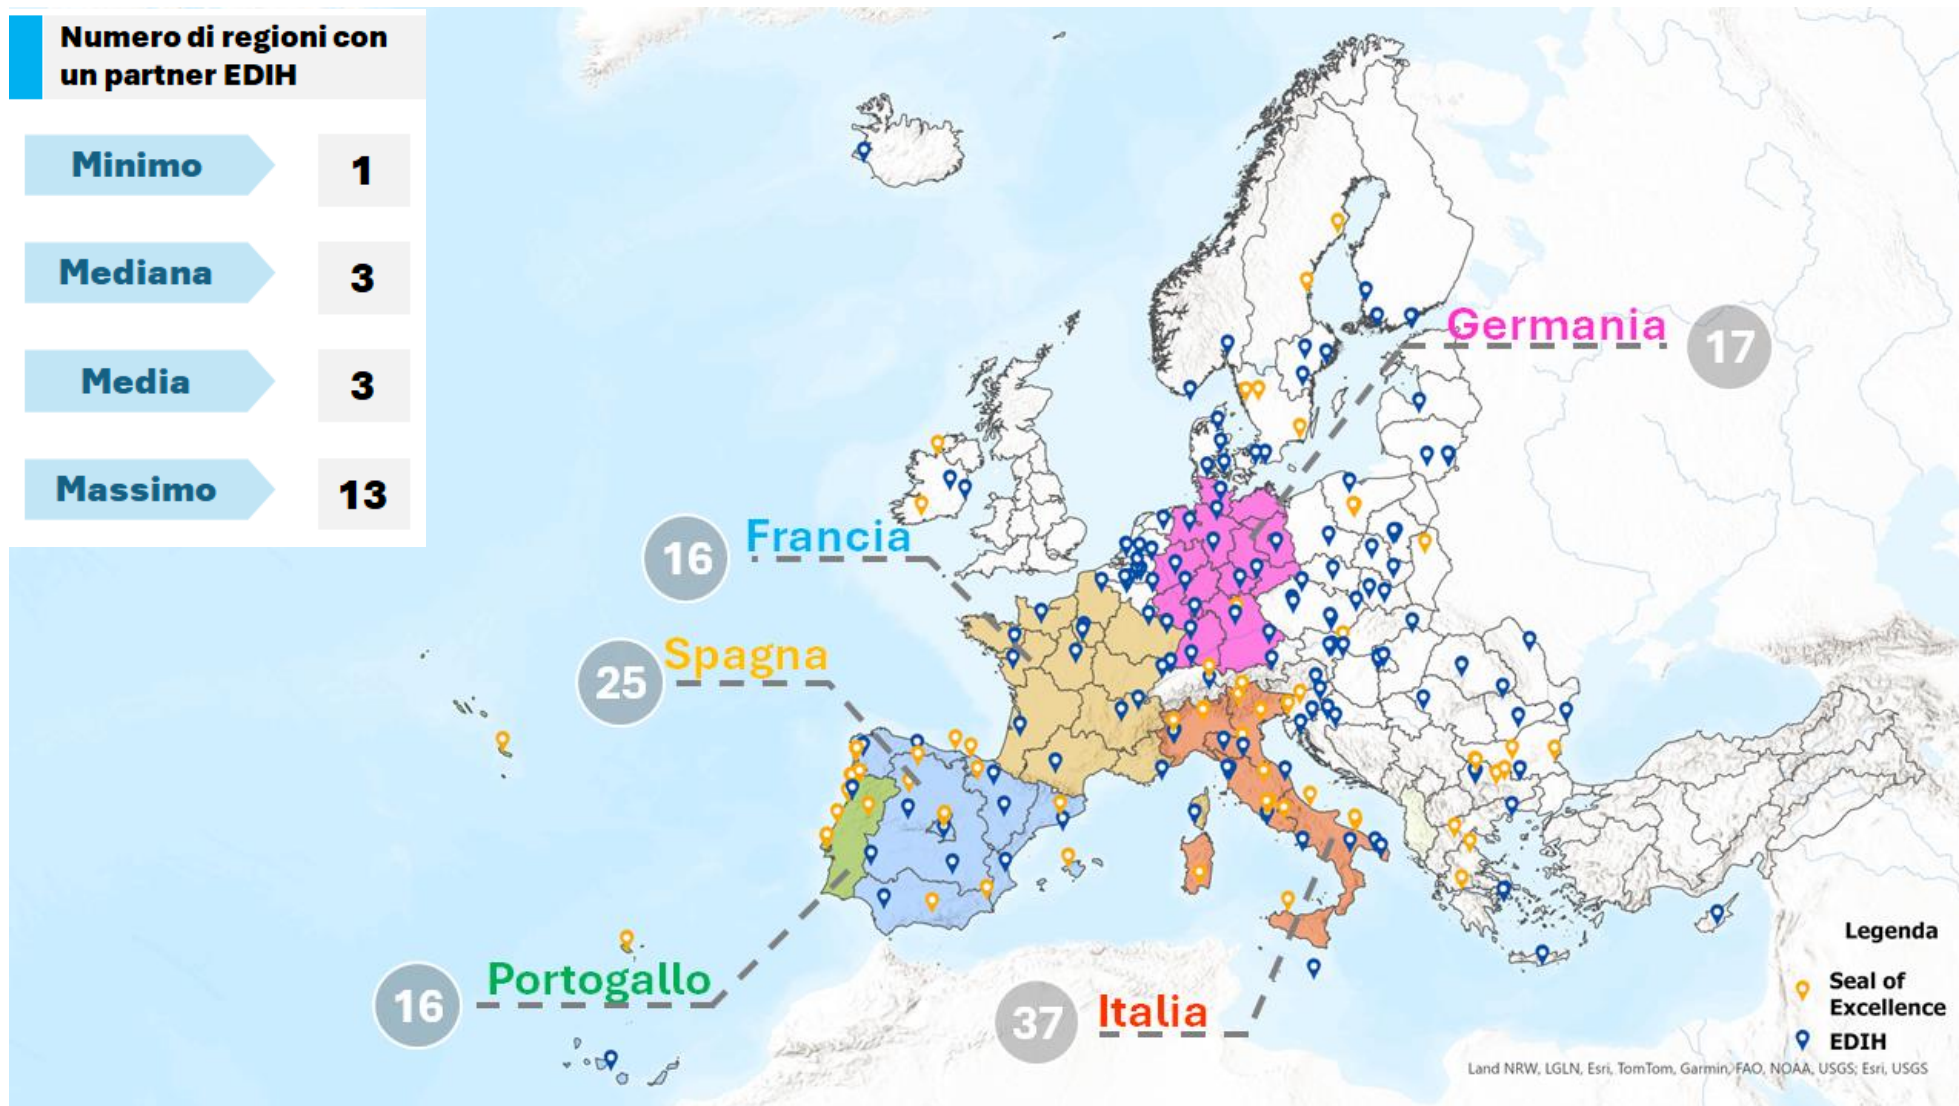 Numero di regioni con
un partner EDIH
Minimo
1
Mediana
3
Media
3
Massimo
13
Germania
17
Francia
16
Spagna
25
Portogallo
16
Italia
37
Legenda
Seal of
Excellence
EDIH
Land NRW, LGLN, Esri, TomTom, Garmin, FAO, NOAA, USGS; Esri, USGS